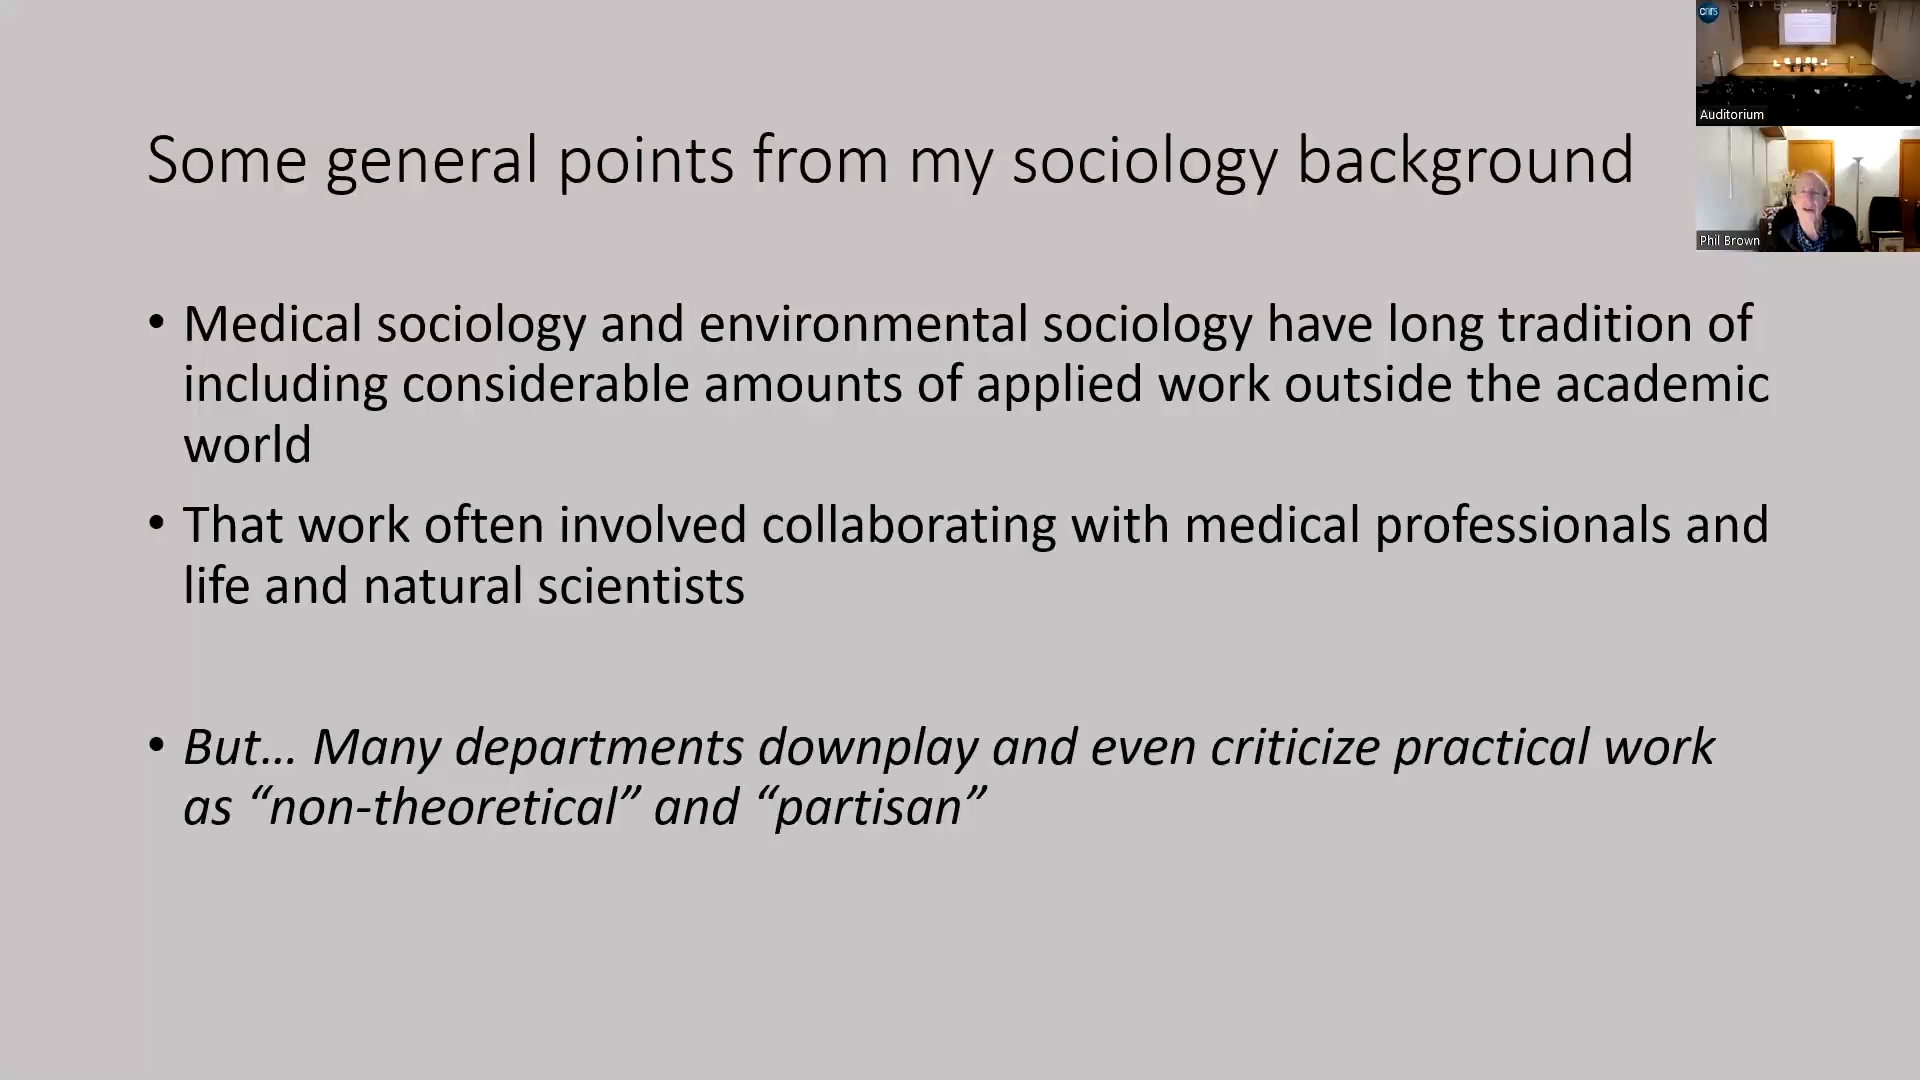 Some general points from my sociology background
• Medical sociology and environmental sociology have long tradition of
including considerable amounts of applied work outside the academic
world
• That work often involved collaborating with medical professionals and
life and natural scientists
• But… Many departments downplay and even criticize practical work
as “non-theoretical” and “partisan”
cnrs
Auditorium
Phil Brown